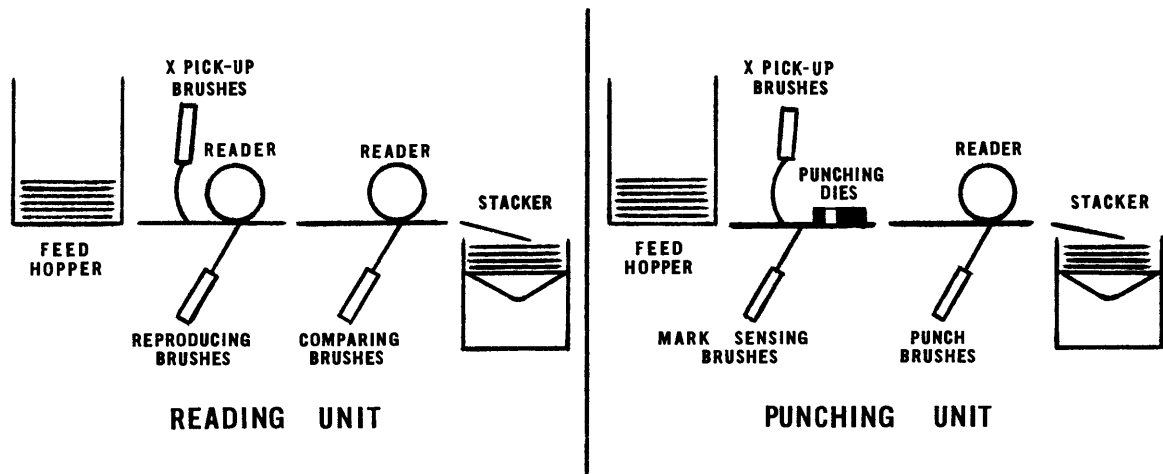 X PICK-UP
BRUSHES
READER
READER
STACKER
FEED
HOPPER
REPRODUCING
BRUSHES
COMPARING
BRUSHES
READING UNIT
X PICK-UP
BRUSHES
PUNCHING
DIES
READER
STACKER
FEED
HOPPER
MARK SENSING
BRUSHES
PUNCH
BRUSHES
PUNCHING UNIT